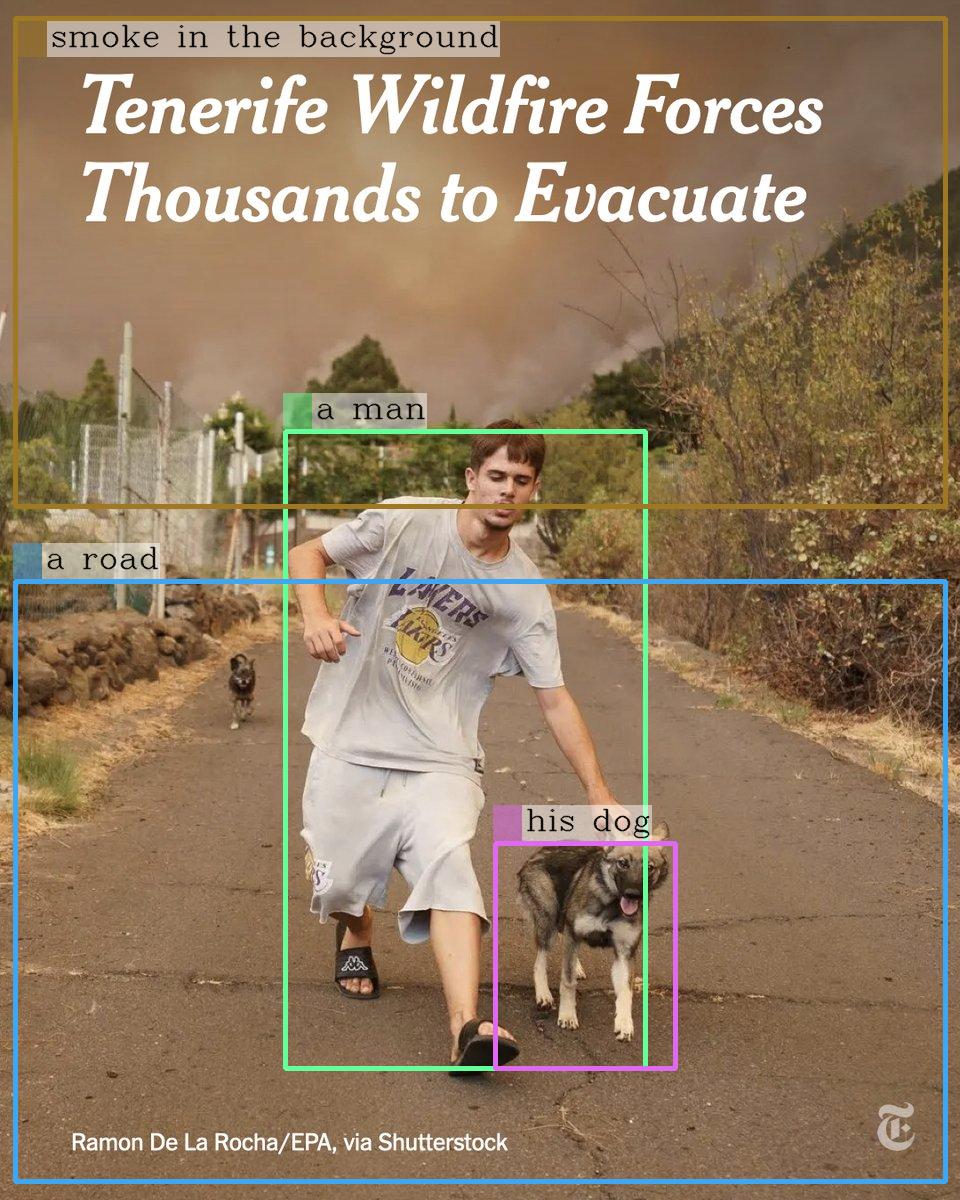 smoke in the background
Tenerife Wildfire Forces
Thousands to Evacuate
a man
a road
LAKERS
LAKERS
his dog
Ramon De La Rocha/EPA, via Shutterstock
T